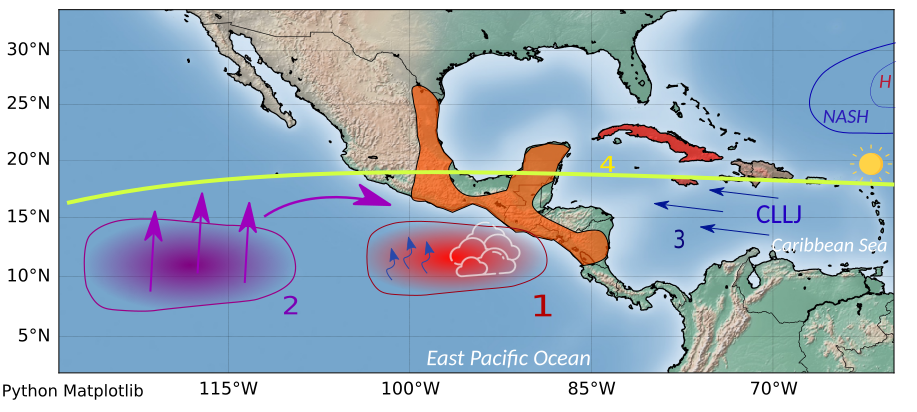 30°N
25°N
20°N
15°N
10°N
5°N
H
NASH
4
CLLJ
3
Caribbean Sea
2
1
East Pacific Ocean
Python Matplotlib
115°W
100°W
85°W
70°W